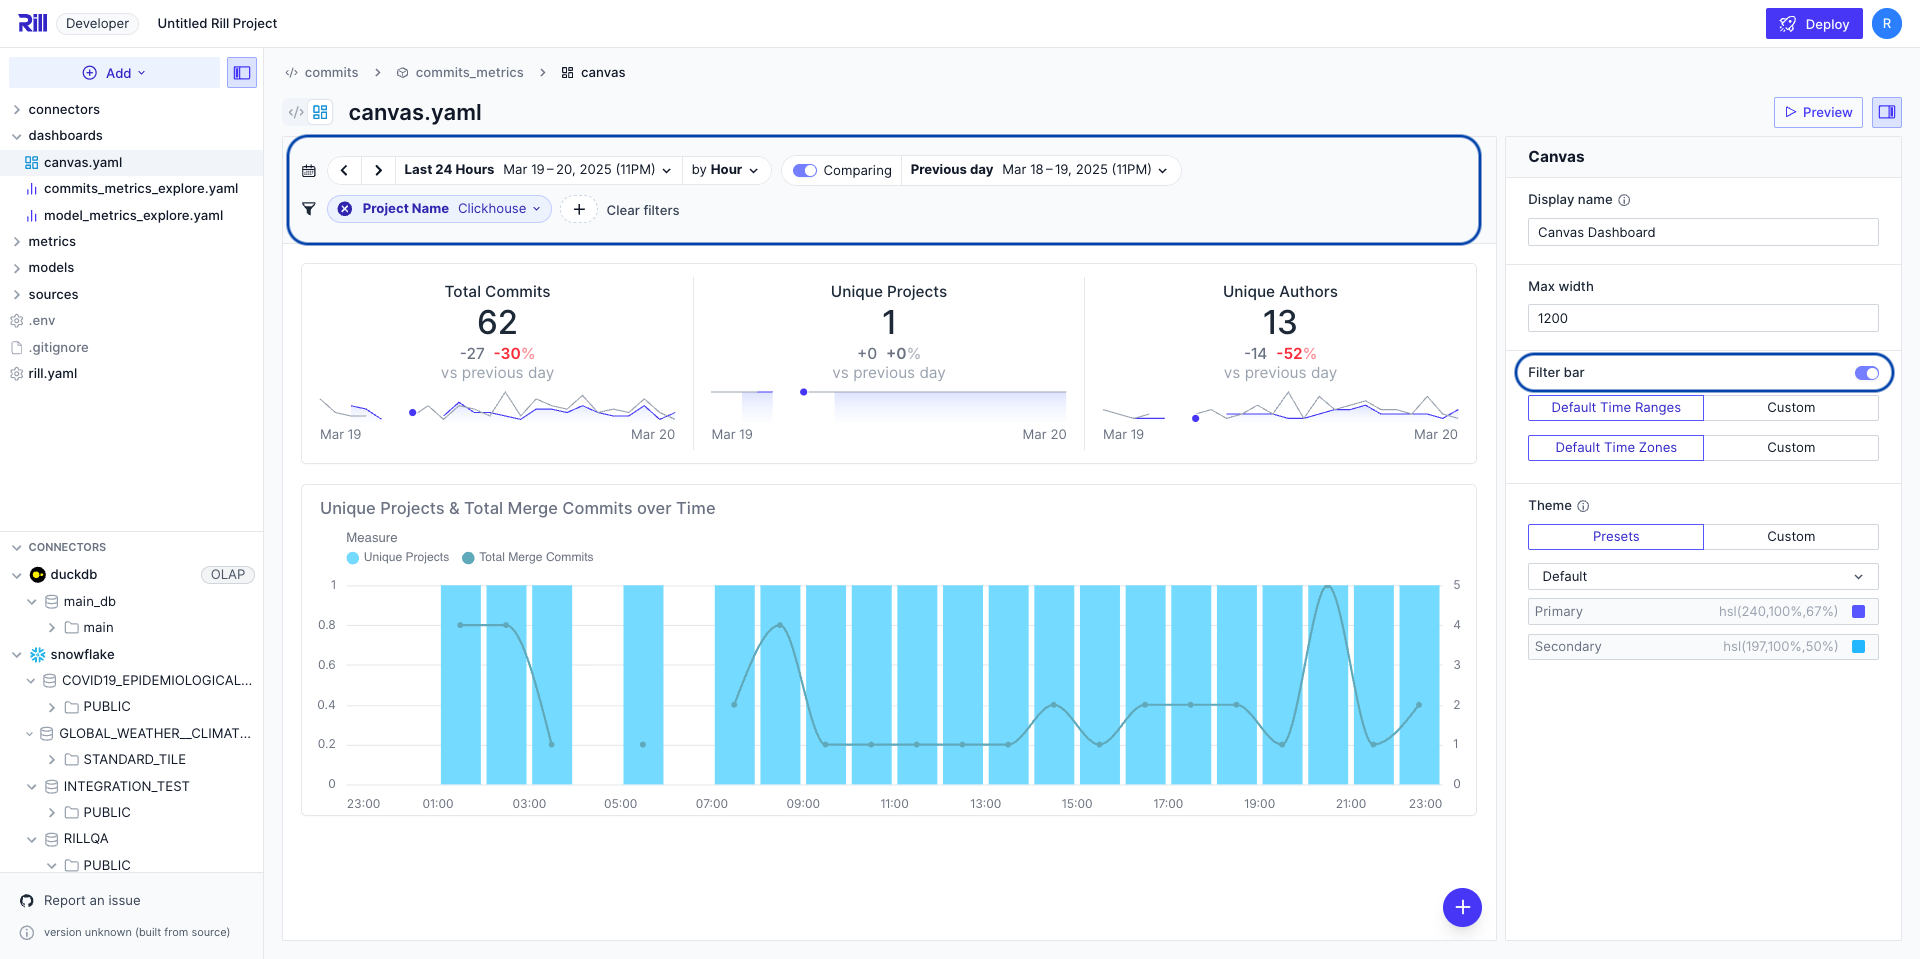 Rill Developer Untitled Rill Project Deploy R
Add
connectors
dashboards
canvas.yaml
commits_metrics_explore.yaml
model_metrics_explore.yaml
metrics
models
sources
.env
.gitignore
rill.yaml
CONNECTORS
duckdb OLAP
main_db
main
snowflake
COVID19_EPIDEMIOLOGICAL...
PUBLIC
GLOBAL_WEATHER__CLIMAT...
STANDARD_TILE
INTEGRATION_TEST
PUBLIC
RILLQA
PUBLIC
Report an issue
version unknown (built from source)
commits commits_metrics canvas
canvas.yaml
Preview
Last 24 Hours Mar 19 – 20, 2025 (11PM) by Hour Comparing Previous day Mar 18 – 19, 2025 (11PM)
Project Name Clickhouse Clear filters
Total Commits
62
-27 -30%
vs previous day
Mar 19 Mar 20
Unique Projects
1
+0 +0%
vs previous day
Mar 19 Mar 20
Unique Authors
13
-14 -52%
vs previous day
Mar 19 Mar 20
Unique Projects & Total Merge Commits over Time
Measure
Unique Projects Total Merge Commits
1 5
0.8 4
0.6 3
0.4 2
0.2 1
0 0
23:00 01:00 03:00 05:00 07:00 09:00 11:00 13:00 15:00 17:00 19:00 21:00 23:00
Canvas
Display name
Canvas Dashboard
Max width
1200
Filter bar
Default Time Ranges Custom
Default Time Zones Custom
Theme
Presets Custom
Default
Primary hsl(240,100%,67%)
Secondary hsl(197,100%,50%)